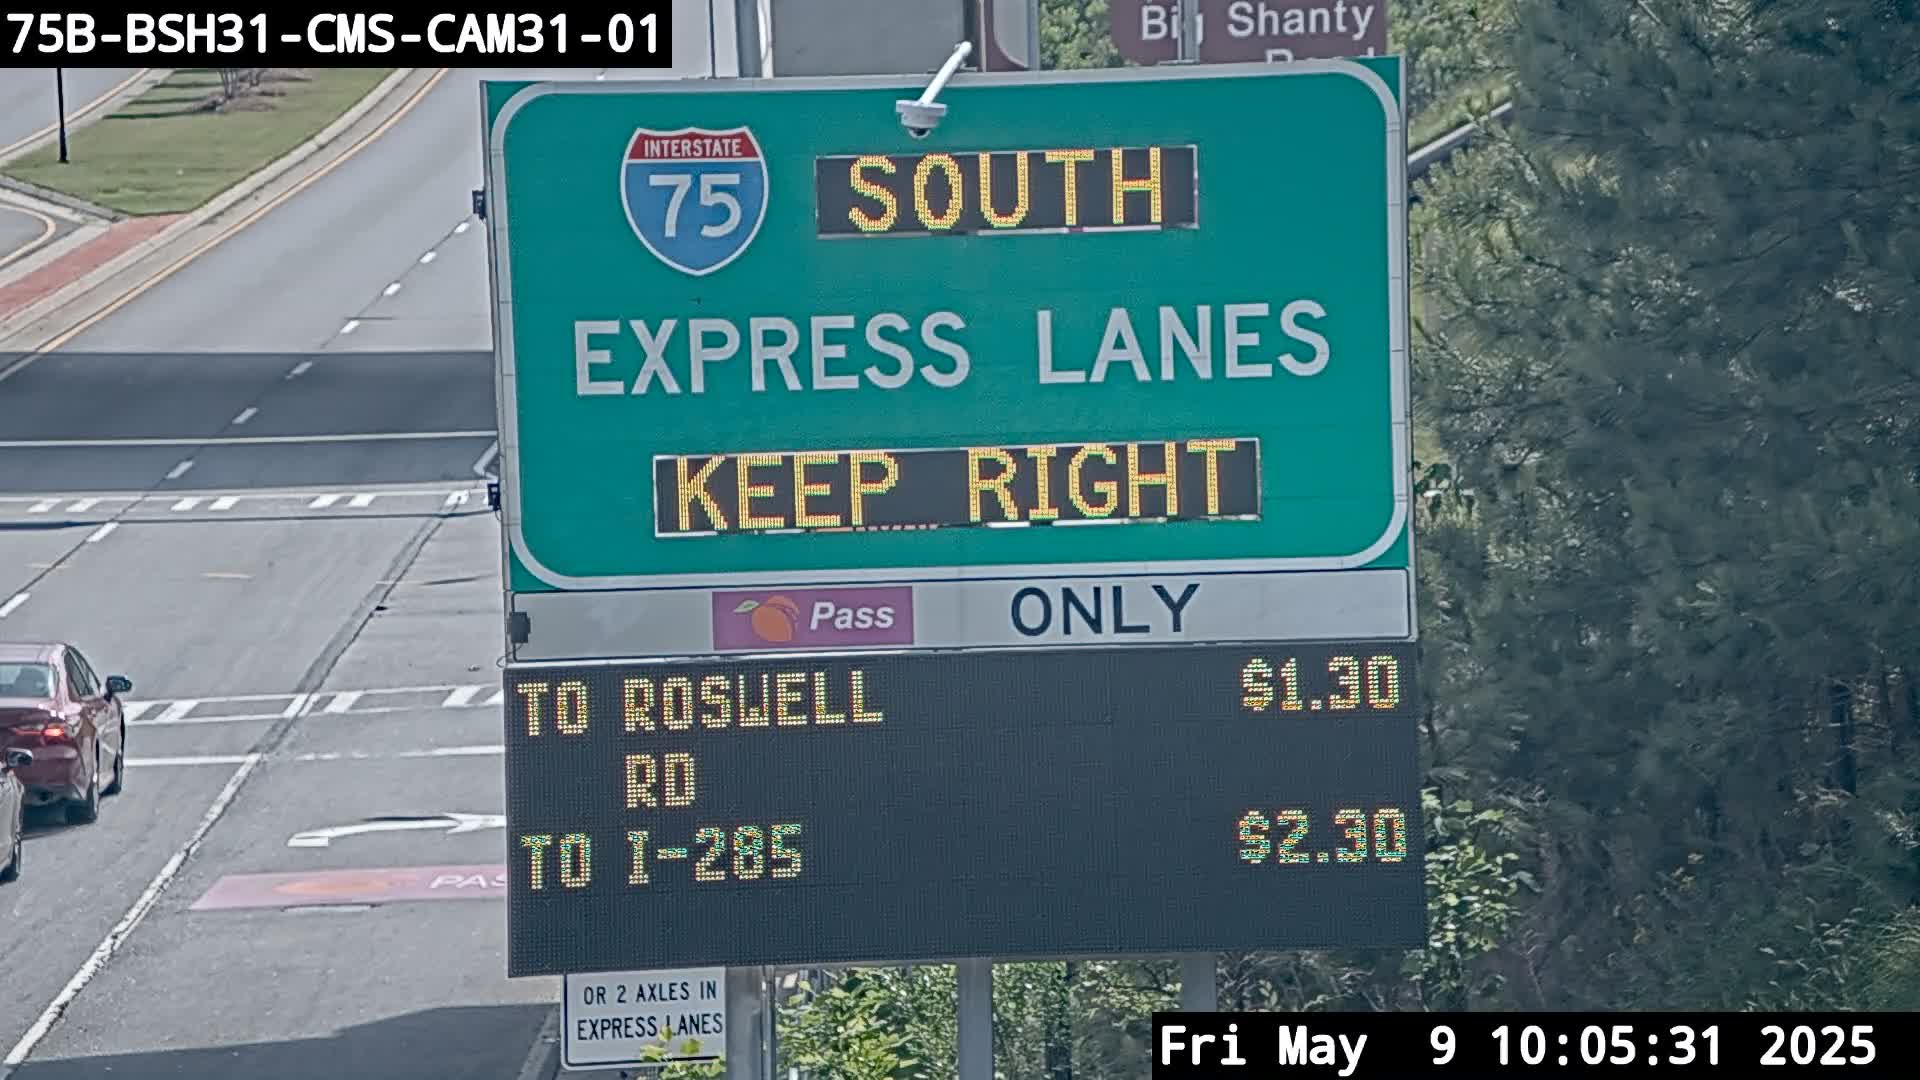 75B-BSH31-CMS-CAM31-01
Big Shanty
Road
INTERSTATE
75
SOUTH
EXPRESS LANES
KEEP RIGHT
Pass ONLY
TO ROSWELL $1.30
RD
TO I-285 $2.30
PAS
OR 2 AXLES IN
EXPRESS LANES
Fri May 9 10:05:31 2025